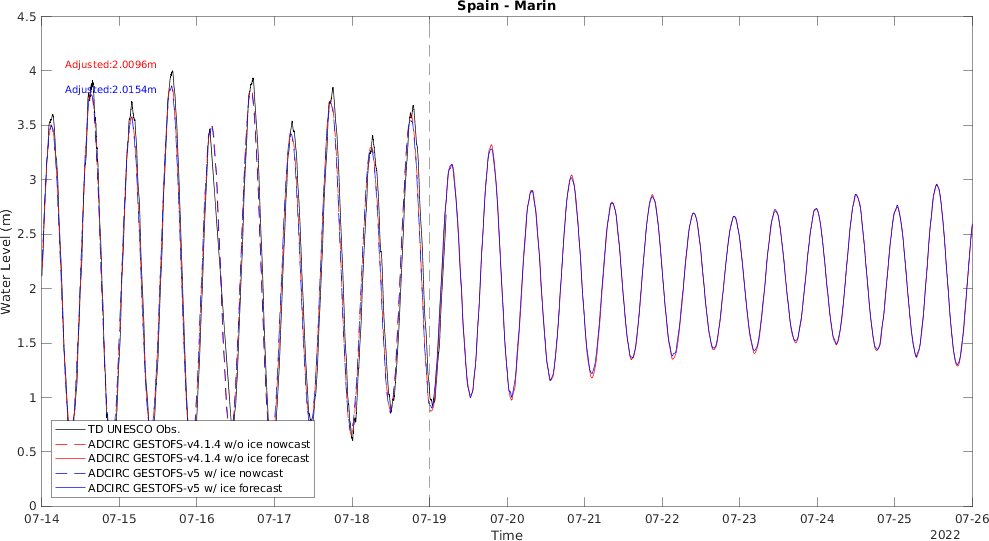 Spain - Marin
4.5
4
3.5
3
2.5
2
1.5
1
0.5
0
Water Level (m)
Adjusted:2.0096m
Adjusted:2.0154m
TD UNESCO Obs.
ADCIRC GESTOFS-v4.1.4 w/o ice nowcast
ADCIRC GESTOFS-v4.1.4 w/o ice forecast
ADCIRC GESTOFS-v5 w/ ice nowcast
ADCIRC GESTOFS-v5 w/ ice forecast
07-14 07-15 07-16 07-17 07-18 07-19 07-20 07-21 07-22 07-23 07-24 07-25 07-26
Time
2022